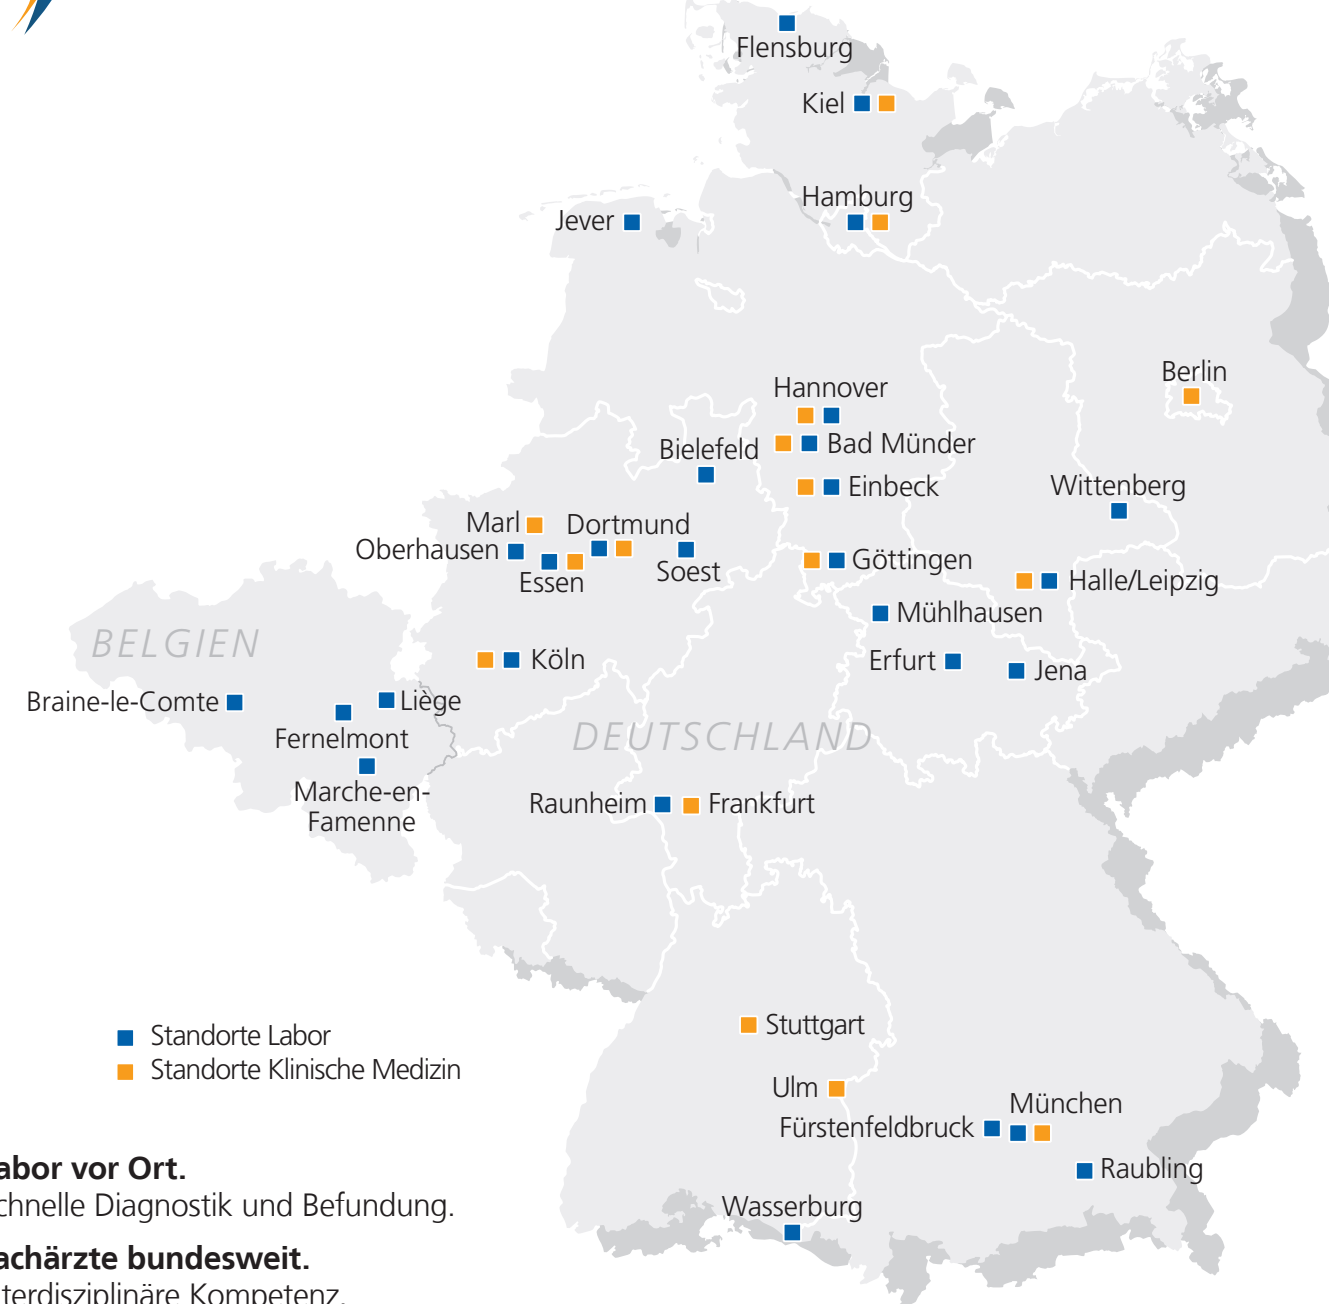 Flensburg
Kiel
Hamburg
Jever
Berlin
Hannover
Bad Münder
Bielefeld
Einbeck
Wittenberg
Marl
Dortmund
Oberhausen
Essen
Soest
Göttingen
Halle/Leipzig
Mühlhausen
BELGIEN
Köln
Erfurt
Jena
Braine-le-Comte
Liège
Fernelmont
DEUTSCHLAND
Marche-en-
Famenne
Raunheim
Frankfurt
Stuttgart
Standorte Labor
Standorte Klinische Medizin
Ulm
München
Fürstenfeldbruck
Raubling
Wasserburg
abor vor Ort.
chnelle Diagnostik und Befundung.
achärzte bundesweit.
terdisziplinäre Kompetenz.